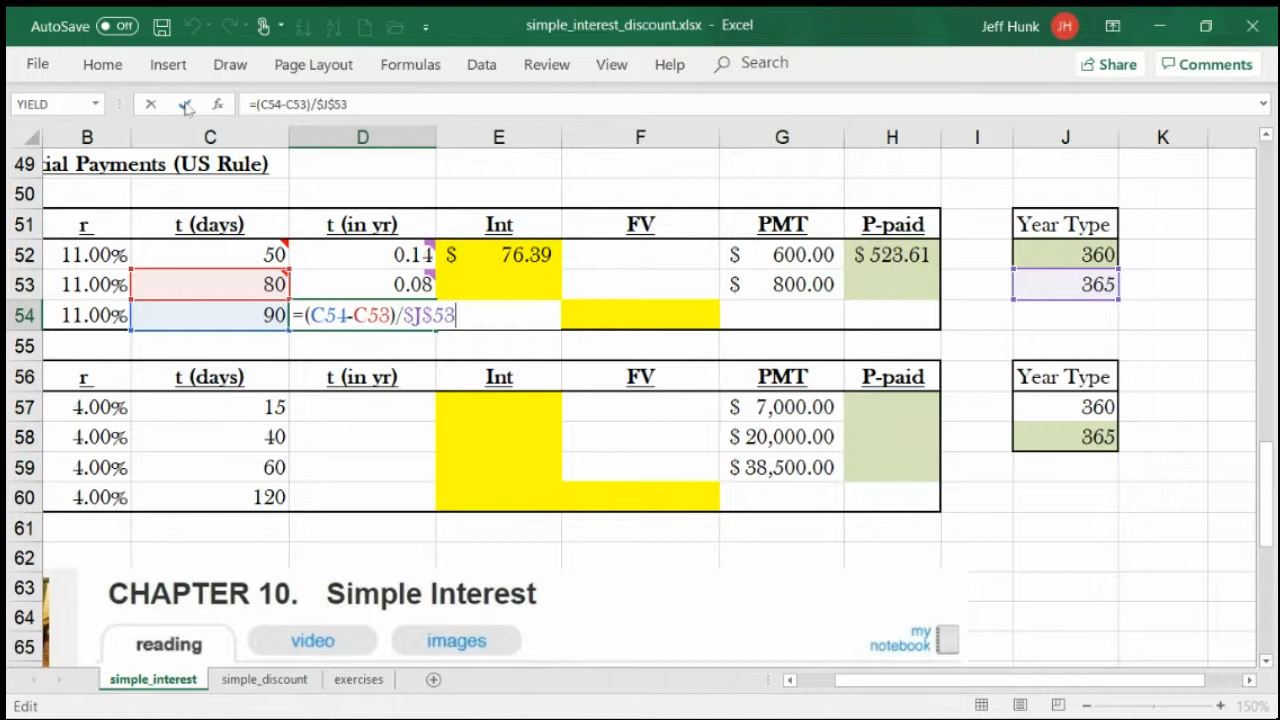 AutoSave Off simple_interest_discount.xlsx - Excel Jeff Hunk JH
File Home Insert Draw Page Layout Formulas Data Review View Help Search Share Comments
YIELD fx =(C54-C53)/$J$53
B C D E F G H I J K
49 ial Payments (US Rule)
50
51 r t (days) t (in yr) Int FV PMT P-paid Year Type
52 11.00% 50 0.14 $ 76.39 $ 600.00 $ 523.61 360
53 11.00% 80 0.08 $ 800.00 365
54 11.00% 90 =(C54-C53)/$J$53
55
56 r t (days) t (in yr) Int FV PMT P-paid Year Type
57 4.00% 15 $ 7,000.00 360
58 4.00% 40 $ 20,000.00 365
59 4.00% 60 $ 38,500.00
60 4.00% 120
61
62
63 CHAPTER 10. Simple Interest
64
65 reading video images my notebook
simple_interest simple_discount exercises
Edit 150%